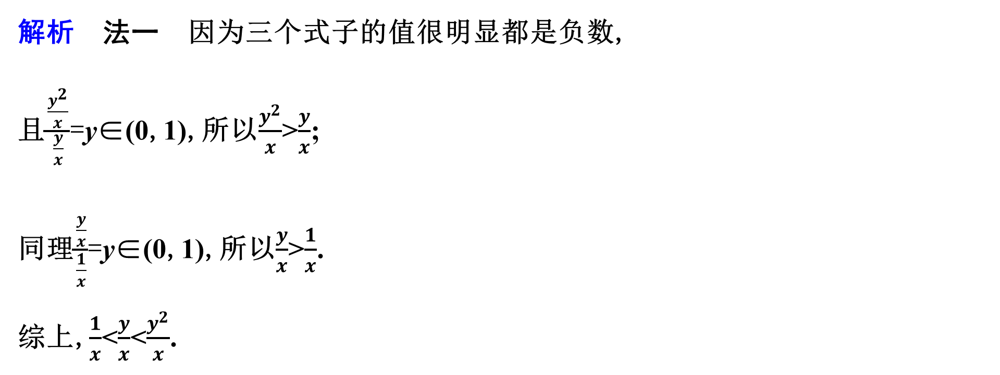 解析 法一 因为三个式子的值很明显都是负数,
且$\frac{\frac{y^2}{x}}{\frac{y}{x}}$=y∈(0, 1), 所以$\frac{y^2}{x}$>$\frac{y}{x}$;
同理$\frac{\frac{y}{x}}{\frac{1}{x}}$=y∈(0, 1), 所以$\frac{y}{x}$>$\frac{1}{x}$.
综上, $\frac{1}{x}$<$\frac{y}{x}$<$\frac{y^2}{x}$.